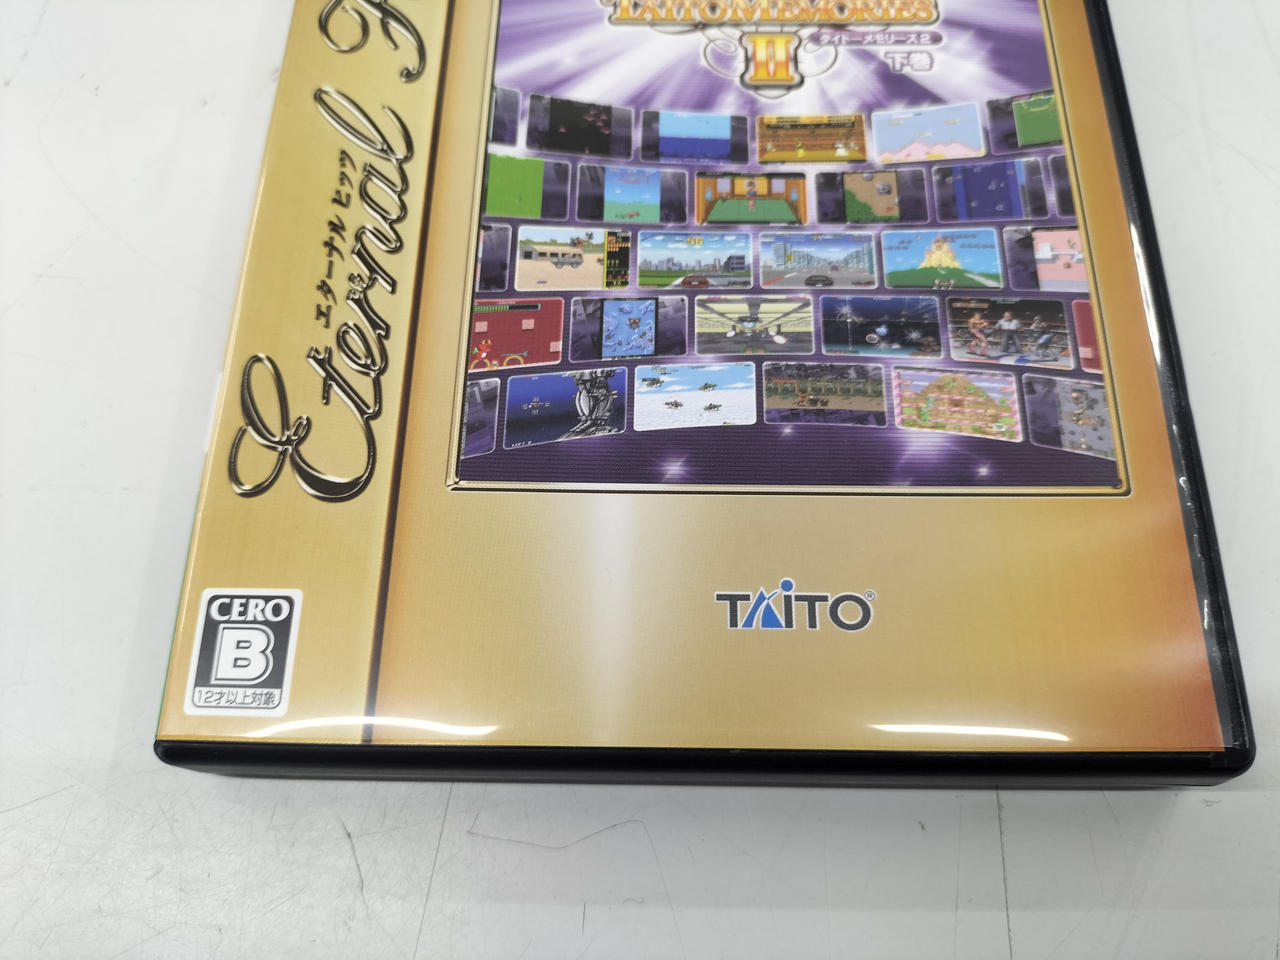 TAITO MEMORIES
II
タイトーメモリーズ2
下巻
Eternal
エターナル ヒッツ
TAITO®
CERO
B
12才以上対象